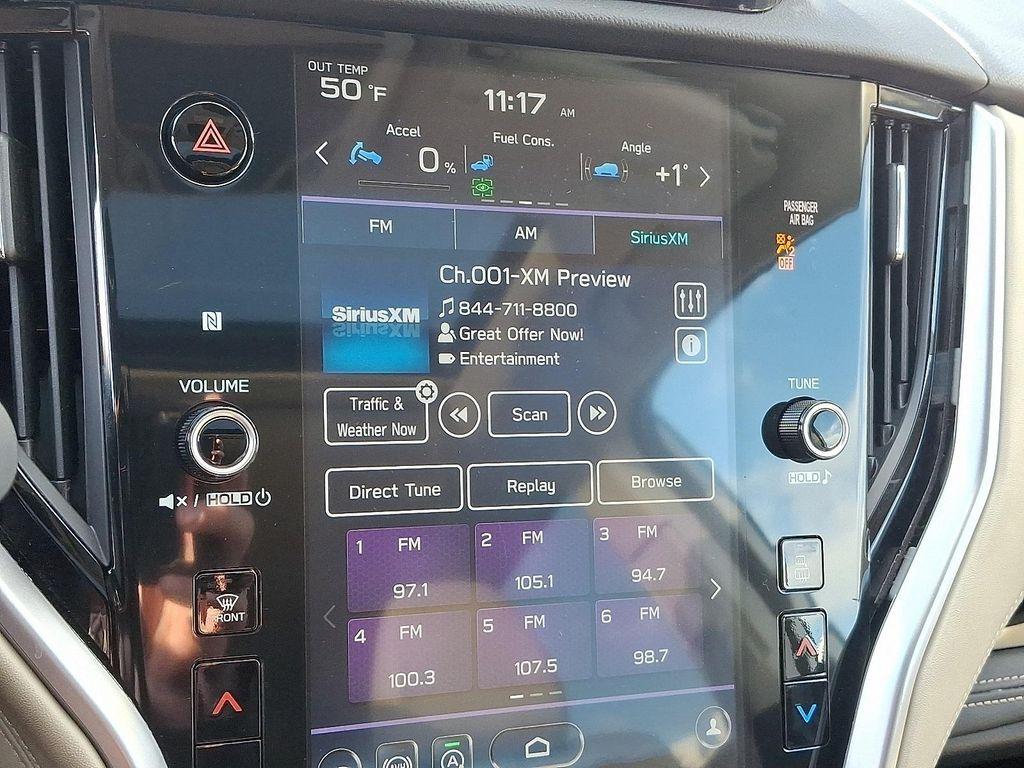 OUT TEMP
50 °F
11:17 AM
Accel
0 %
Fuel Cons.
Angle
+1°
FM
AM
SiriusXM
PASSENGER
AIR BAG
2
OFF
Ch.001-XM Preview
SiriusXM
844-711-8800
Great Offer Now!
Entertainment
N
VOLUME
TUNE
Traffic &
Weather Now
Scan
/ HOLD
HOLD
Direct Tune
Replay
Browse
1 FM
97.1
2 FM
105.1
3 FM
94.7
4 FM
100.3
5 FM
107.5
6 FM
98.7
FRONT
AVH
A